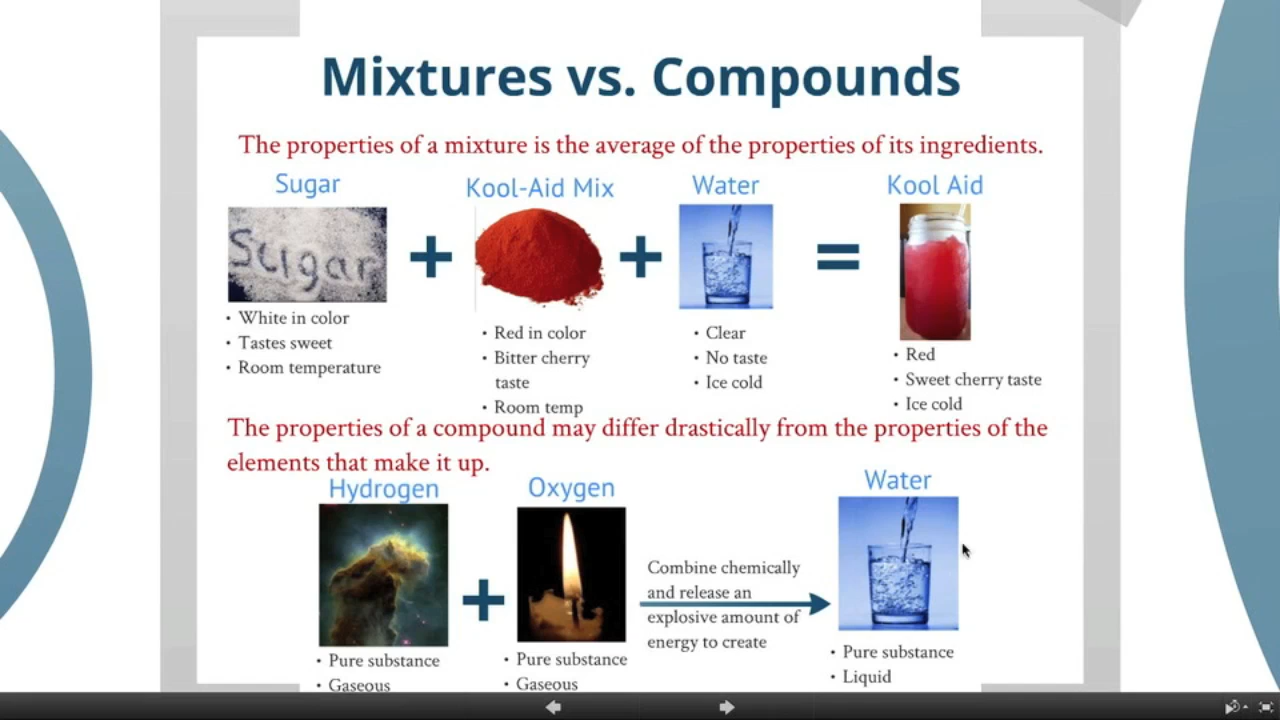 Mixtures vs. Compounds
The properties of a mixture is the average of the properties of its ingredients.
Sugar
Sugar
• White in color
• Tastes sweet
• Room temperature
Kool-Aid Mix
• Red in color
• Bitter cherry
taste
• Room temp
Water
• Clear
• No taste
• Ice cold
Kool Aid
• Red
• Sweet cherry taste
• Ice cold
+
+
=
The properties of a compound may differ drastically from the properties of the
elements that make it up.
Hydrogen
• Pure substance
• Gaseous
+
Oxygen
• Pure substance
• Gaseous
Combine chemically
and release an
explosive amount of
energy to create
Water
• Pure substance
• Liquid